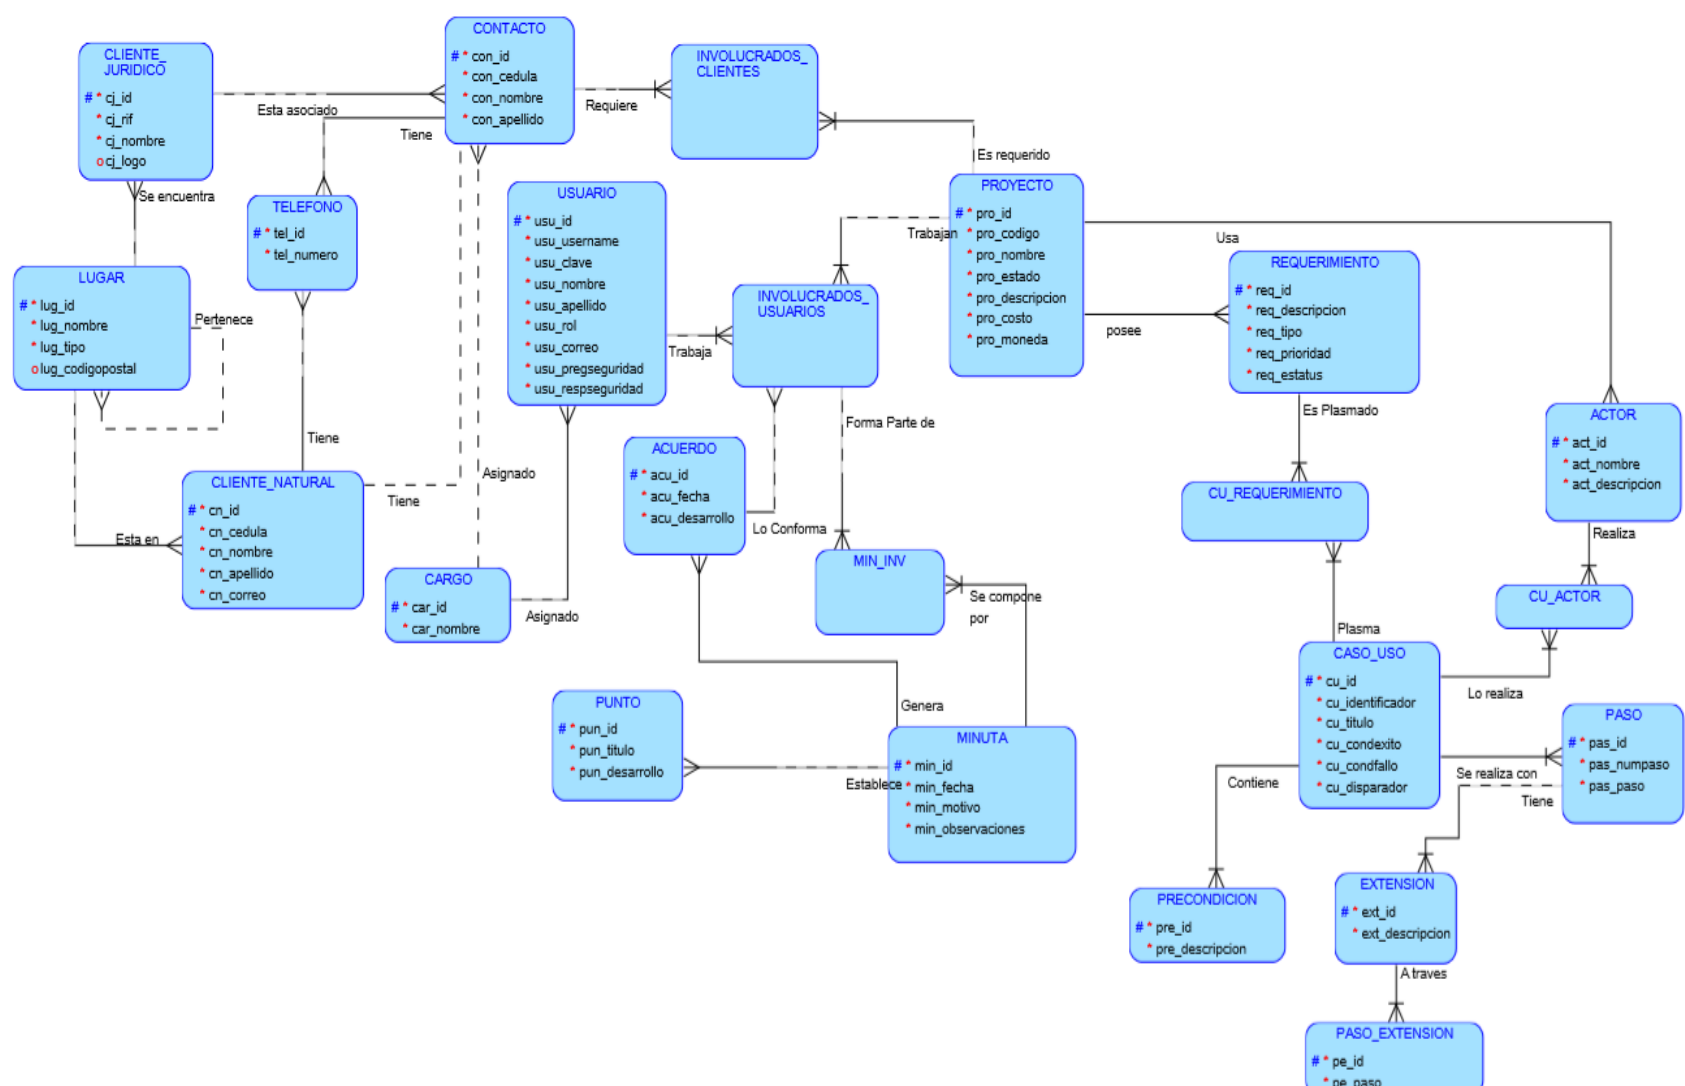 CONTACTO
# * con_id
* con_cedula
* con_nombre
* con_apellido
CLIENTE_
JURIDICO
# * cj_id
* cj_rif
* cj_nombre
o cj_logo
INVOLUCRADOS_
CLIENTES
Esta asociado
Tiene
Requiere
Es requerido
Se encuentra
TELEFONO
# * tel_id
* tel_numero
USUARIO
# * usu_id
* usu_username
* usu_clave
* usu_nombre
* usu_apellido
* usu_rol
* usu_correo
* usu_pregseguridad
* usu_respseguridad
PROYECTO
# * pro_id
* pro_codigo
* pro_nombre
* pro_estado
* pro_descripcion
* pro_costo
* pro_moneda
Trabajan
Usa
LUGAR
# * lug_id
* lug_nombre
* lug_tipo
o lug_codigopostal
Pertenece
INVOLUCRADOS_
USUARIOS
Trabaja
posee
REQUERIMIENTO
# * req_id
* req_descripcion
* req_tipo
* req_prioridad
* req_estatus
Es Plasmado
ACTOR
# * act_id
* act_nombre
* act_descripcion
Forma Parte de
Tiene
CLIENTE_NATURAL
# * cn_id
* cn_cedula
* cn_nombre
* cn_apellido
* cn_correo
Tiene
Esta en
Asignado
ACUERDO
# * acu_id
* acu_fecha
* acu_desarrollo
Lo Conforma
CU_REQUERIMIENTO
Realiza
CARGO
# * car_id
* car_nombre
Asignado
MIN_INV
Se compone
por
CU_ACTOR
Plasma
CASO_USO
# * cu_id
* cu_identificador
* cu_titulo
* cu_condexito
* cu_condfallo
* cu_disparador
Lo realiza
PUNTO
# * pun_id
* pun_titulo
* pun_desarrollo
Genera
Establece
MINUTA
# * min_id
* min_fecha
* min_motivo
* min_observaciones
PASO
# * pas_id
* pas_numpaso
* pas_paso
Se realiza con
Tiene
Contiene
PRECONDICION
# * pre_id
* pre_descripcion
EXTENSION
# * ext_id
* ext_descripcion
A traves
PASO_EXTENSION
# * pe_id
* pe_paso